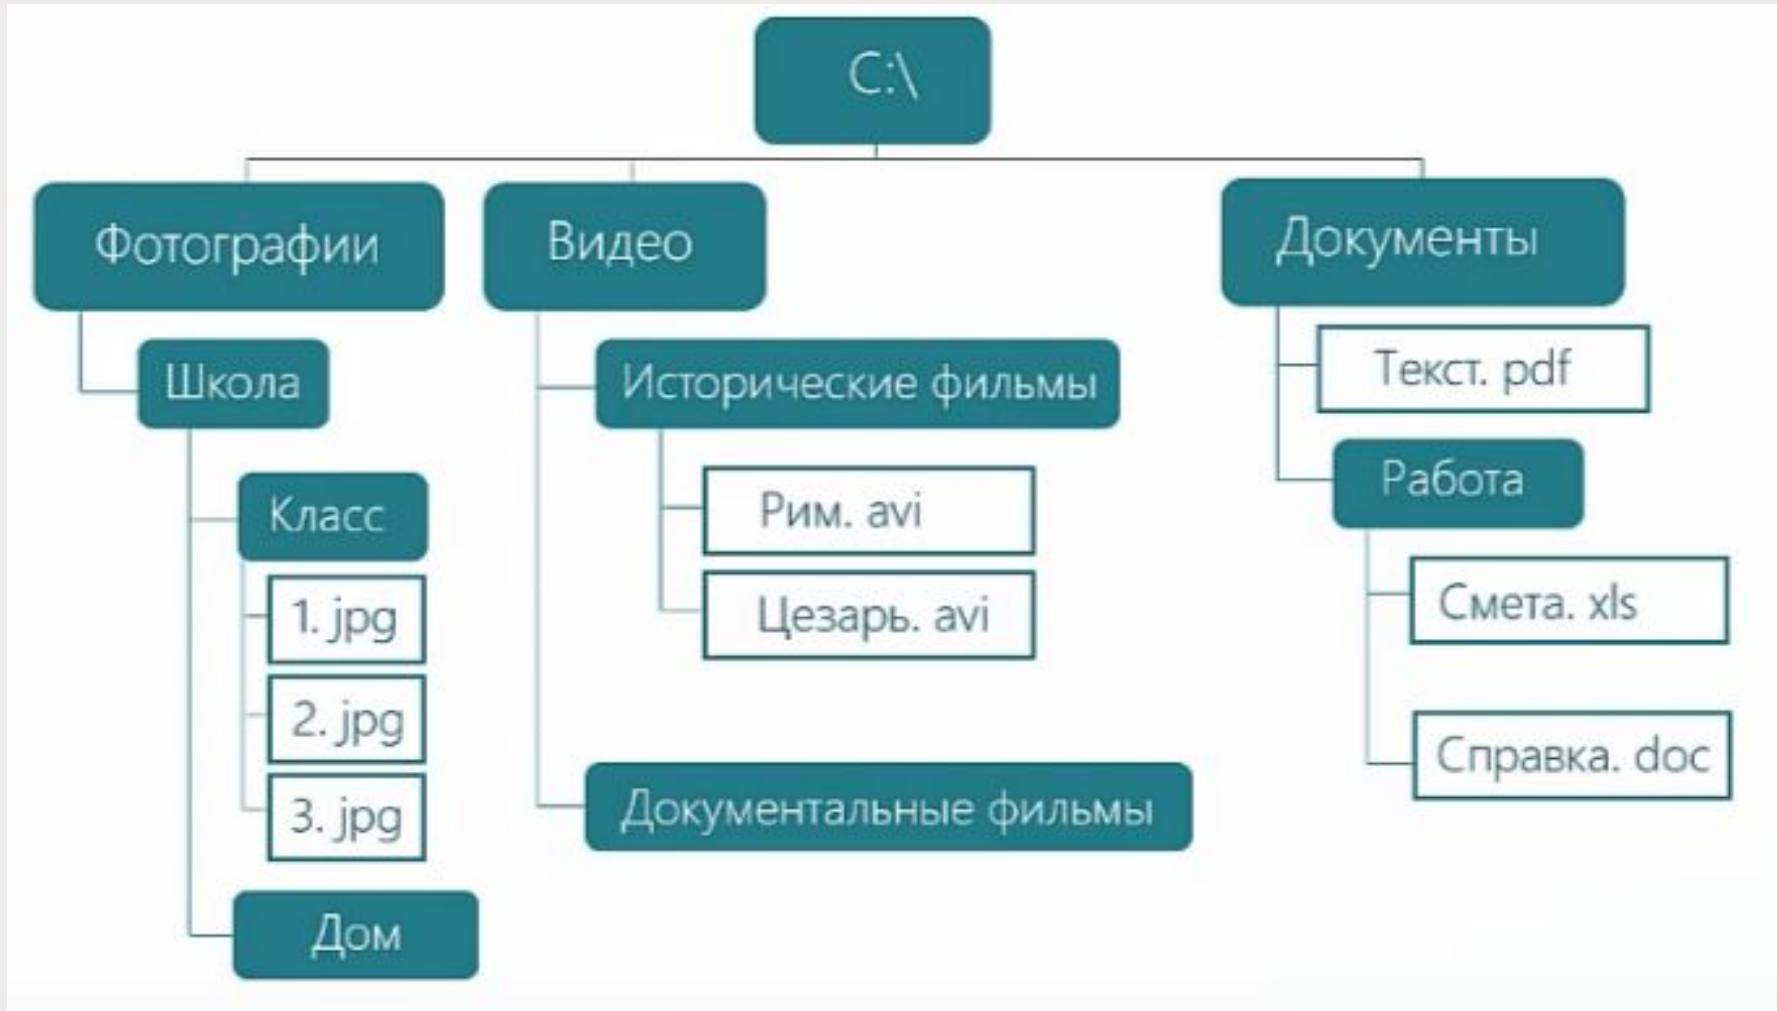 C:\
Фотографии
Школа
Класс
1. jpg
2. jpg
3. jpg
Дом
Видео
Исторические фильмы
Рим. avi
Цезарь. avi
Документальные фильмы
Документы
Текст. pdf
Работа
Смета. xls
Справка. doc